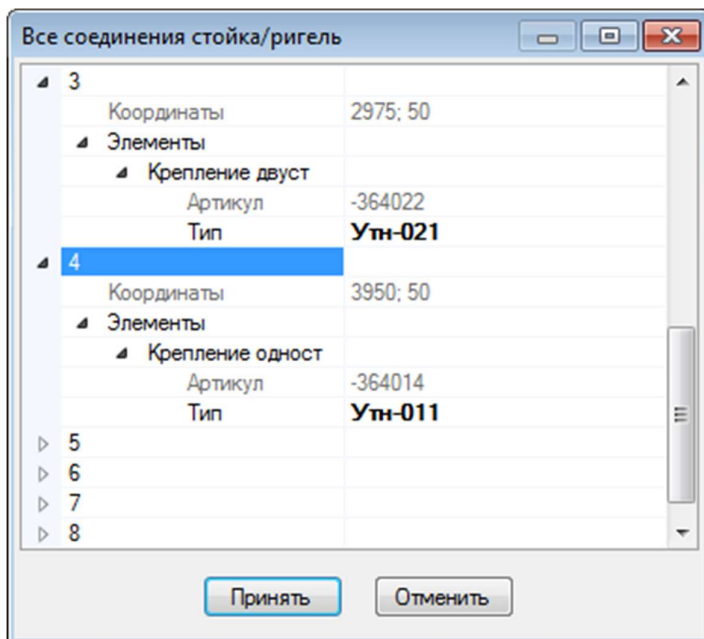 Все соединения стойка/ригель
3
Координаты 2975; 50
Элементы
Крепление двуст
Артикул -364022
Тип Утн-021
4
Координаты 3950; 50
Элементы
Крепление одност
Артикул -364014
Тип Утн-011
5
6
7
8
Принять Отменить